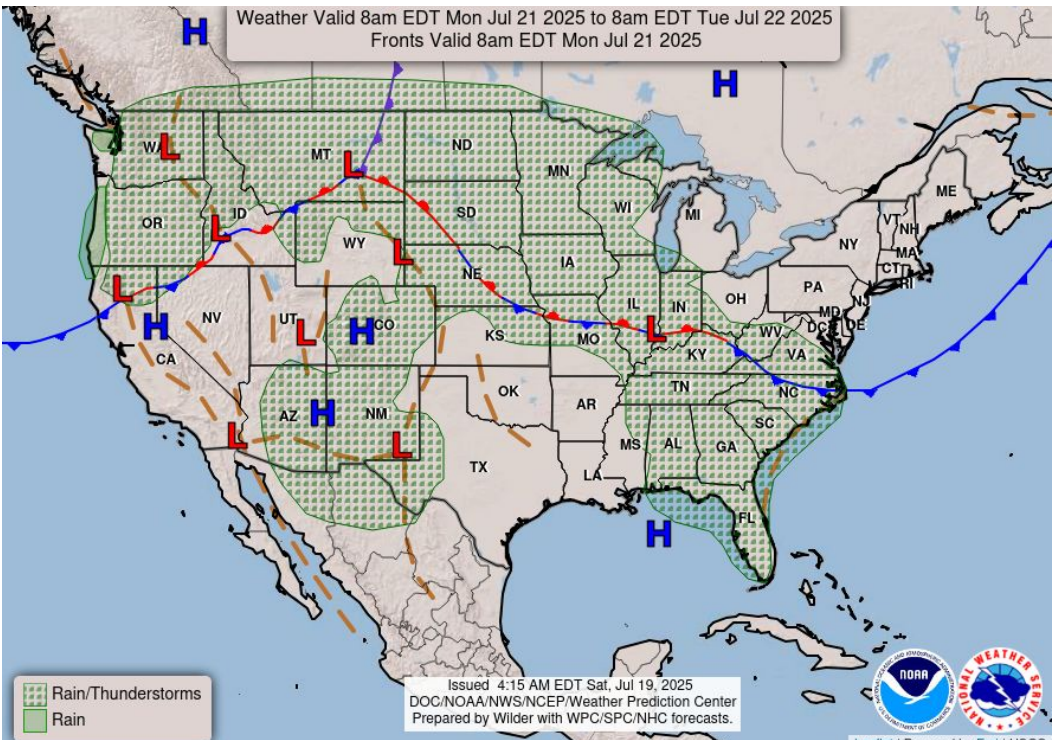 Weather Valid 8am EDT Mon Jul 21 2025 to 8am EDT Tue Jul 22 2025
Fronts Valid 8am EDT Mon Jul 21 2025
H
H
L
WA
MT
L
ND
MN
ME
OR
ID
L
SD
WI
MI
VT
NH
NY
MA
CT
RI
WY
L
NE
IA
PA
NJ
L
H
NV
UT
L
H
CO
IL
IN
OH
MD
DE
DC
CA
KS
MO
L
WV
VA
KY
AZ
H
NM
OK
AR
TN
NC
SC
L
L
TX
LA
MS
AL
GA
FL
H
Rain/Thunderstorms
Rain
Issued 4:15 AM EDT Sat, Jul 19, 2025
DOC/NOAA/NWS/NCEP/Weather Prediction Center
Prepared by Wilder with WPC/SPC/NHC forecasts.
NOAA
NATIONAL WEATHER SERVICE